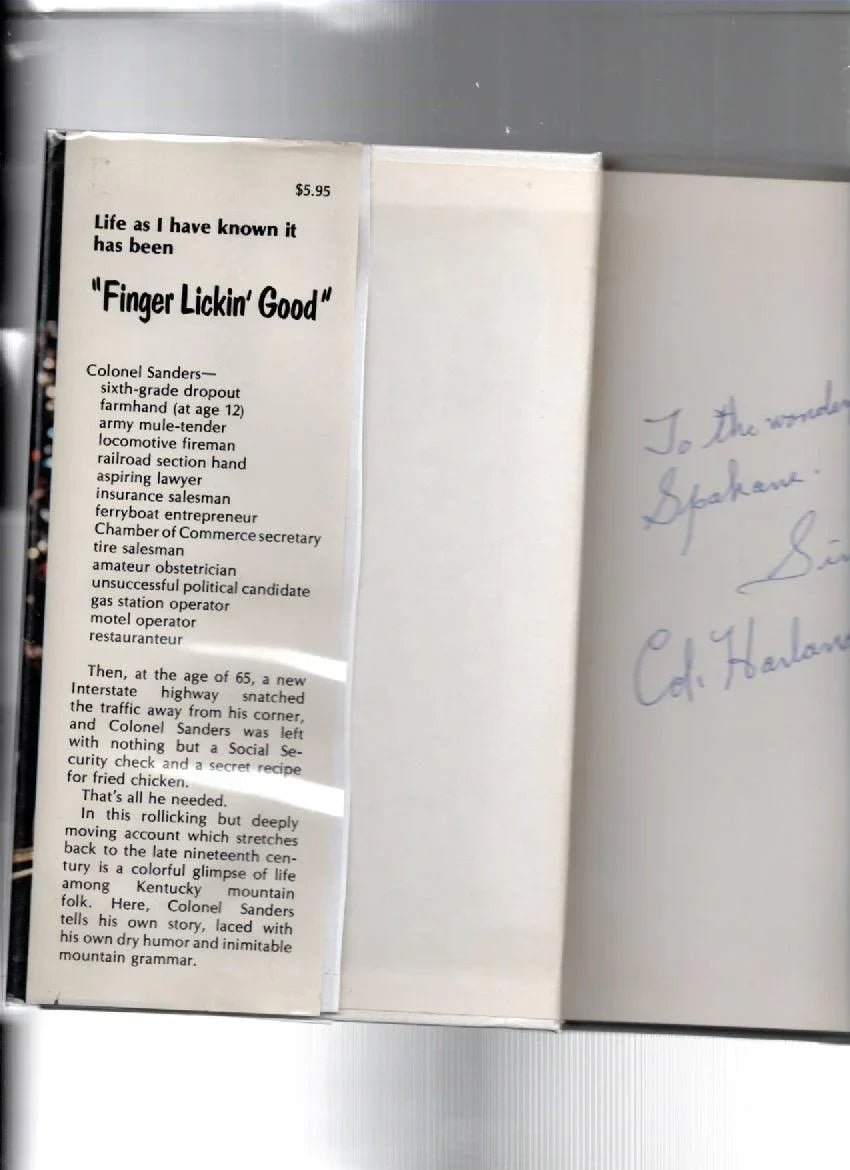 $5.95
Life as I have known it
has been
"Finger Lickin' Good"
Colonel Sanders—
sixth-grade dropout
farmhand (at age 12)
army mule-tender
locomotive fireman
railroad section hand
aspiring lawyer
insurance salesman
ferryboat entrepreneur
Chamber of Commerce secretary
tire salesman
amateur obstetrician
unsuccessful political candidate
gas station operator
motel operator
restauranteur
Then, at the age of 65, a new
Interstate highway snatched
the traffic away from his corner,
and Colonel Sanders was left
with nothing but a Social Se-
curity check and a secret recipe
for fried chicken.
That's all he needed.
In this rollicking but deeply
moving account which stretches
back to the late nineteenth cen-
tury is a colorful glimpse of life
among Kentucky mountain
folk. Here, Colonel Sanders
tells his own story, laced with
his own dry humor and inimitable
mountain grammar.
To the
Spokane.
Col. Harland